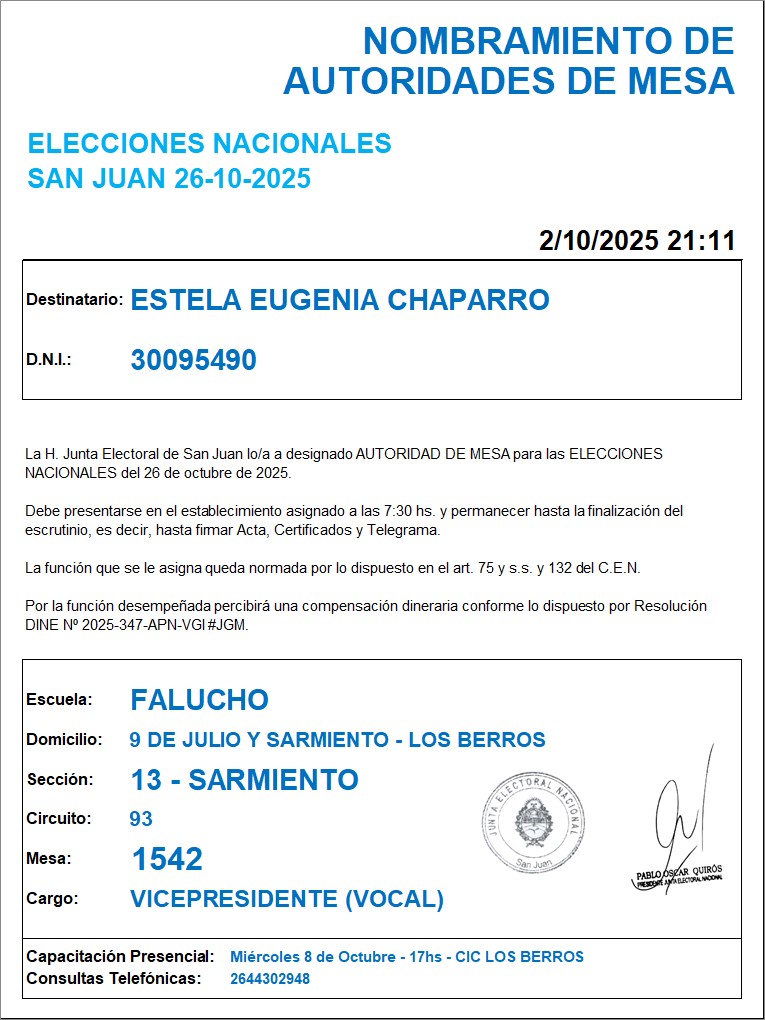 NOMBRAMIENTO DE
AUTORIDADES DE MESA
ELECCIONES NACIONALES
SAN JUAN 26-10-2025
2/10/2025 21:11
Destinatario: ESTELA EUGENIA CHAPARRO
D.N.I.: 30095490
La H. Junta Electoral de San Juan lo/a a designado AUTORIDAD DE MESA para las ELECCIONES
NACIONALES del 26 de octubre de 2025.
Debe presentarse en el establecimiento asignado a las 7:30 hs. y permanecer hasta la finalización del
escrutinio, es decir, hasta firmar Acta, Certificados y Telegrama.
La función que se le asigna queda normada por lo dispuesto en el art. 75 y s.s. y 132 del C.E.N.
Por la función desempeñada percibirá una compensación dineraria conforme lo dispuesto por Resolución
DINE Nº 2025-347-APN-VGI#JGM.
Escuela: FALUCHO
Domicilio: 9 DE JULIO Y SARMIENTO - LOS BERROS
Sección: 13 - SARMIENTO
Circuito: 93
Mesa: 1542
Cargo: VICEPRESIDENTE (VOCAL)
JUNTA ELECTORAL NACIONAL
San Juan
PABLO OSCAR QUIRÓS
PRESIDENTE JUNTA ELECTORAL NACIONAL
Capacitación Presencial: Miércoles 8 de Octubre - 17hs - CIC LOS BERROS
Consultas Telefónicas: 2644302948